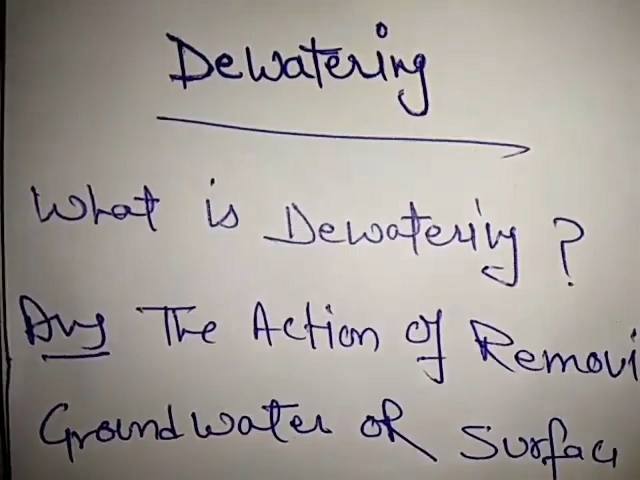 Dewatering
What is Dewatering ?
Ans The Action of Removi
Groundwater or Surfac